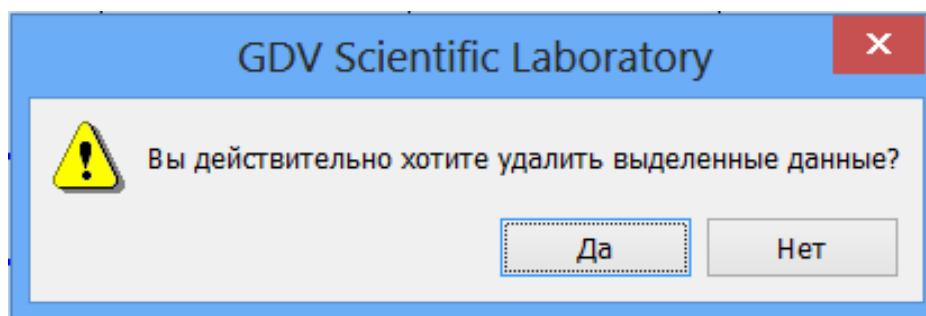 GDV Scientific Laboratory
Вы действительно хотите удалить выделенные данные?
Да
Нет